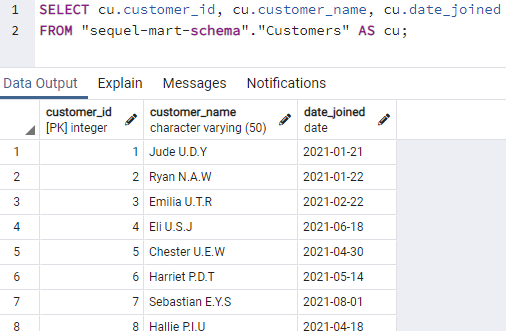 1 SELECT cu.customer_id, cu.customer_name, cu.date_joined
2 FROM "sequel-mart-schema"."Customers" AS cu;
Data Output Explain Messages Notifications
customer_id customer_name date_joined
[PK] integer character varying (50) date
1 1 Jude U.D.Y 2021-01-21
2 2 Ryan N.A.W 2021-01-22
3 3 Emilia U.T.R 2021-02-22
4 4 Eli U.S.J 2021-06-18
5 5 Chester U.E.W 2021-04-30
6 6 Harriet P.D.T 2021-05-14
7 7 Sebastian E.Y.S 2021-08-01
8 8 Hallie P.I.U 2021-04-18